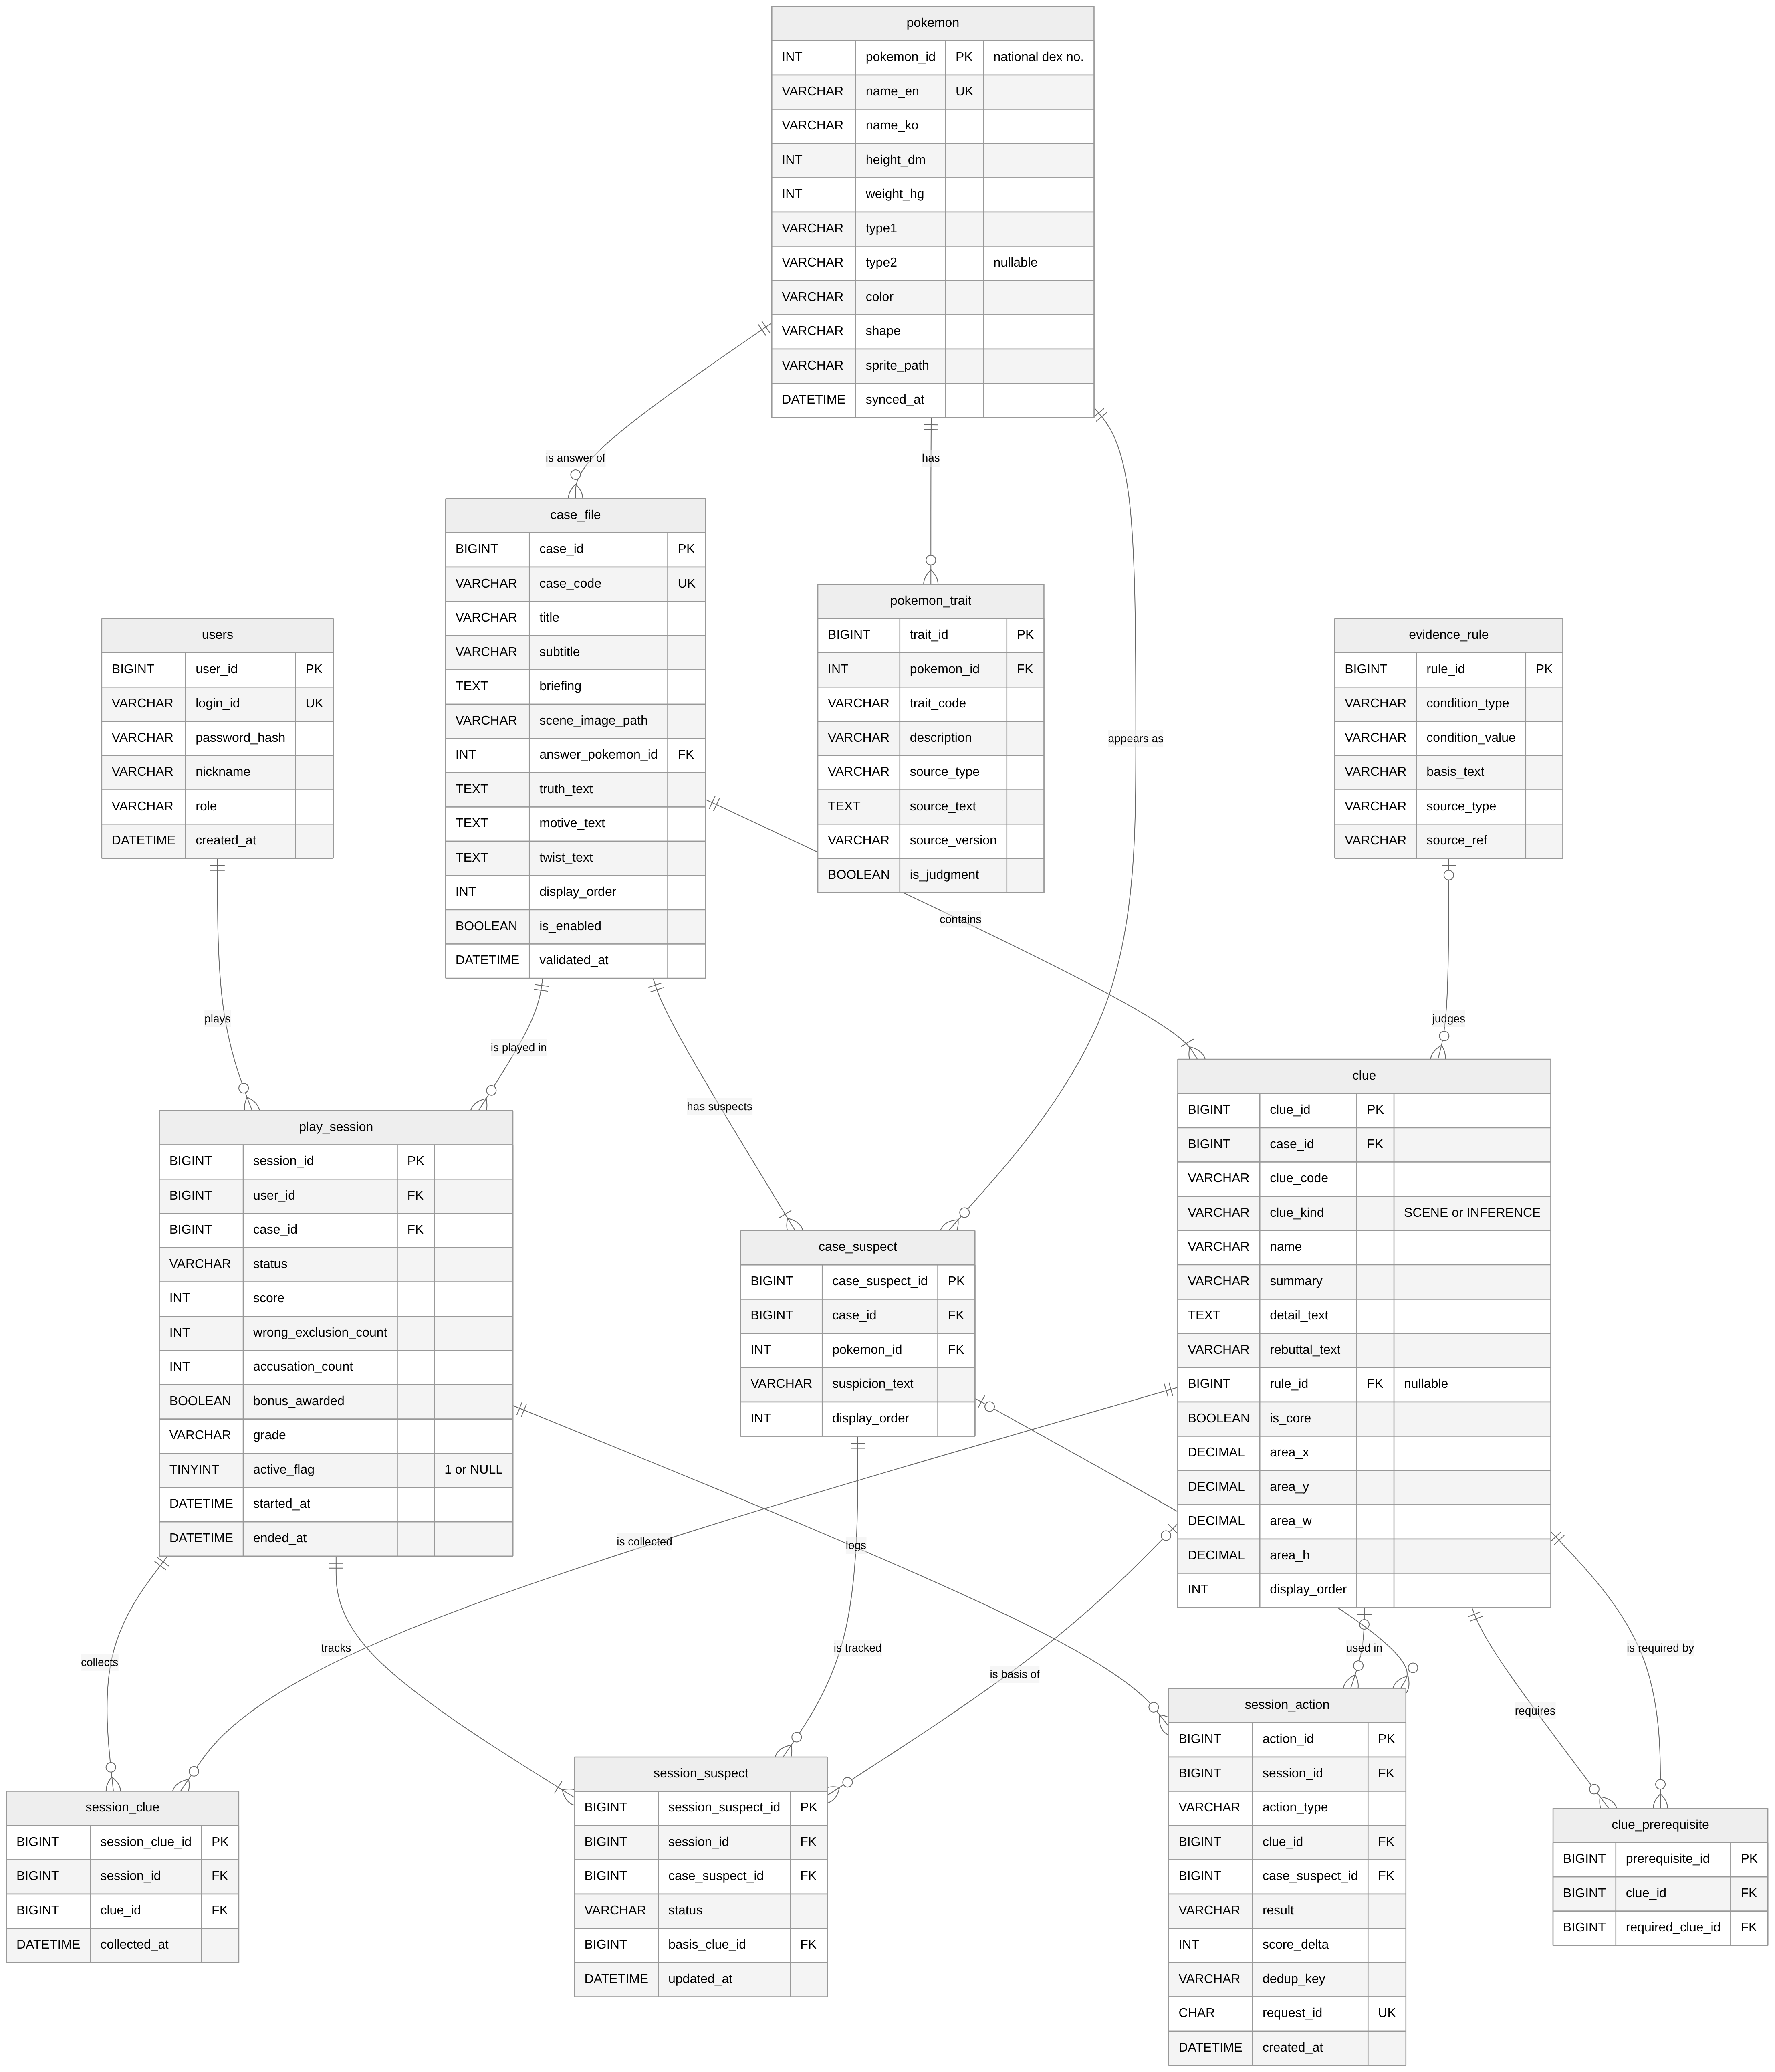 pokemon
INT pokemon_id PK national dex no.
VARCHAR name_en UK
VARCHAR name_ko
INT height_dm
INT weight_hg
VARCHAR type1
VARCHAR type2 nullable
VARCHAR color
VARCHAR shape
VARCHAR sprite_path
DATETIME synced_at
is answer of
has
appears as
case_file
BIGINT case_id PK
VARCHAR case_code UK
VARCHAR title
VARCHAR subtitle
TEXT briefing
VARCHAR scene_image_path
INT answer_pokemon_id FK
TEXT truth_text
TEXT motive_text
TEXT twist_text
INT display_order
BOOLEAN is_enabled
DATETIME validated_at
pokemon_trait
BIGINT trait_id PK
INT pokemon_id FK
VARCHAR trait_code
VARCHAR description
VARCHAR source_type
TEXT source_text
VARCHAR source_version
BOOLEAN is_judgment
users
BIGINT user_id PK
VARCHAR login_id UK
VARCHAR password_hash
VARCHAR nickname
VARCHAR role
DATETIME created_at
evidence_rule
BIGINT rule_id PK
VARCHAR condition_type
VARCHAR condition_value
VARCHAR basis_text
VARCHAR source_type
VARCHAR source_ref
contains
plays
is played in
has suspects
judges
play_session
BIGINT session_id PK
BIGINT user_id FK
BIGINT case_id FK
VARCHAR status
INT score
INT wrong_exclusion_count
INT accusation_count
BOOLEAN bonus_awarded
VARCHAR grade
TINYINT active_flag 1 or NULL
DATETIME started_at
DATETIME ended_at
case_suspect
BIGINT case_suspect_id PK
BIGINT case_id FK
INT pokemon_id FK
VARCHAR suspicion_text
INT display_order
clue
BIGINT clue_id PK
BIGINT case_id FK
VARCHAR clue_code
VARCHAR clue_kind SCENE or INFERENCE
VARCHAR name
VARCHAR summary
TEXT detail_text
VARCHAR rebuttal_text
BIGINT rule_id FK nullable
BOOLEAN is_core
DECIMAL area_x
DECIMAL area_y
DECIMAL area_w
DECIMAL area_h
INT display_order
is collected
logs
collects
tracks
is tracked
is basis of
used in
requires
is required by
session_clue
BIGINT session_clue_id PK
BIGINT session_id FK
BIGINT clue_id FK
DATETIME collected_at
session_suspect
BIGINT session_suspect_id PK
BIGINT session_id FK
BIGINT case_suspect_id FK
VARCHAR status
BIGINT basis_clue_id FK
DATETIME updated_at
session_action
BIGINT action_id PK
BIGINT session_id FK
VARCHAR action_type
BIGINT clue_id FK
BIGINT case_suspect_id FK
VARCHAR result
INT score_delta
VARCHAR dedup_key
CHAR request_id UK
DATETIME created_at
clue_prerequisite
BIGINT prerequisite_id PK
BIGINT clue_id FK
BIGINT required_clue_id FK